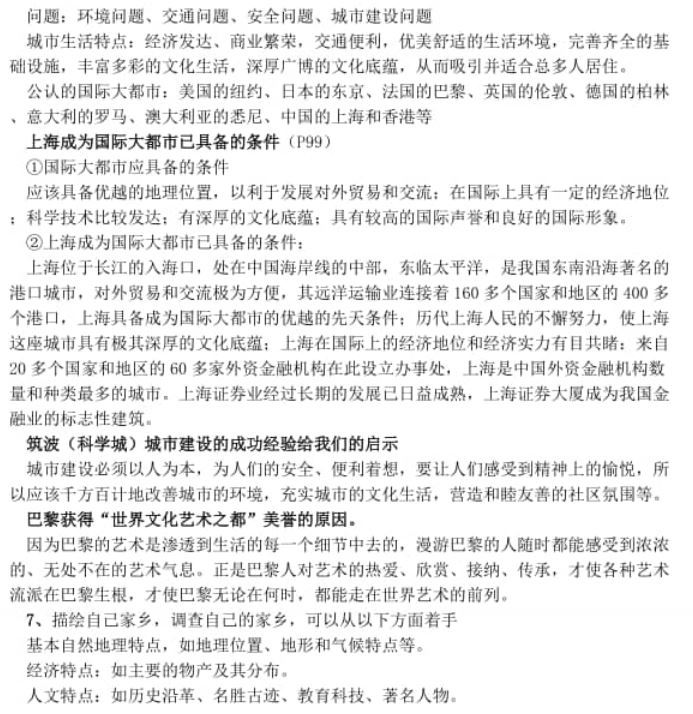 问题：环境问题、交通问题、安全问题、城市建设问题
城市生活特点：经济发达、商业繁荣，交通便利，优美舒适的生活环境，完善齐全的基
础设施，丰富多彩的文化生活，深厚广博的文化底蕴，从而吸引并适合总多人居住。
公认的国际大都市：美国的纽约、日本的东京、法国的巴黎、英国的伦敦、德国的柏林
、意大利的罗马、澳大利亚的悉尼、中国的上海和香港等
上海成为国际大都市已具备的条件（P99）
①国际大都市应具备的条件
应该具备优越的地理位置，以利于发展对外贸易和交流；在国际上具有一定的经济地位
；科学技术比较发达；有深厚的文化底蕴；具有较高的国际声誉和良好的国际形象。
②上海成为国际大都市已具备的条件：
上海位于长江的入海口，处在中国海岸线的中部，东临太平洋，是我国东南沿海著名的
港口城市，对外贸易和交流极为方便，其远洋运输业连接着 160 多个国家和地区的 400 多
个港口，上海具备成为国际大都市的优越的先天条件；历代上海人民的不懈努力，使上海
这座城市具有极其深厚的文化底蕴；上海在国际上的经济地位和经济实力有目共睹：来自
20 多个国家和地区的 60 多家外资金融机构在此设立办事处，上海是中国外资金融机构数
量和种类最多的城市。上海证券业经过长期的发展已日益成熟，上海证券大厦成为我国金
融业的标志性建筑。
筑波（科学城）城市建设的成功经验给我们的启示
城市建设必须以人为本，为人们的安全、便利着想，要让人们感受到精神上的愉悦，所
以应该千方百计地改善城市的环境，充实城市的文化生活，营造和睦友善的社区氛围等。
巴黎获得“世界文化艺术之都”美誉的原因。
因为巴黎的艺术是渗透到生活的每一个细节中去的，漫游巴黎的人随时都能感受到浓浓
的、无处不在的艺术气息。正是巴黎人对艺术的热爱、欣赏、接纳、传承，才使各种艺术
流派在巴黎生根，才使巴黎无论在何时，都能走在世界艺术的前列。
7、描绘自己家乡，调查自己的家乡，可以从以下方面着手
基本自然地理特点，如地理位置、地形和气候特点等。
经济特点：如主要的物产及其分布。
人文特点：如历史沿革、名胜古迹、教育科技、著名人物。